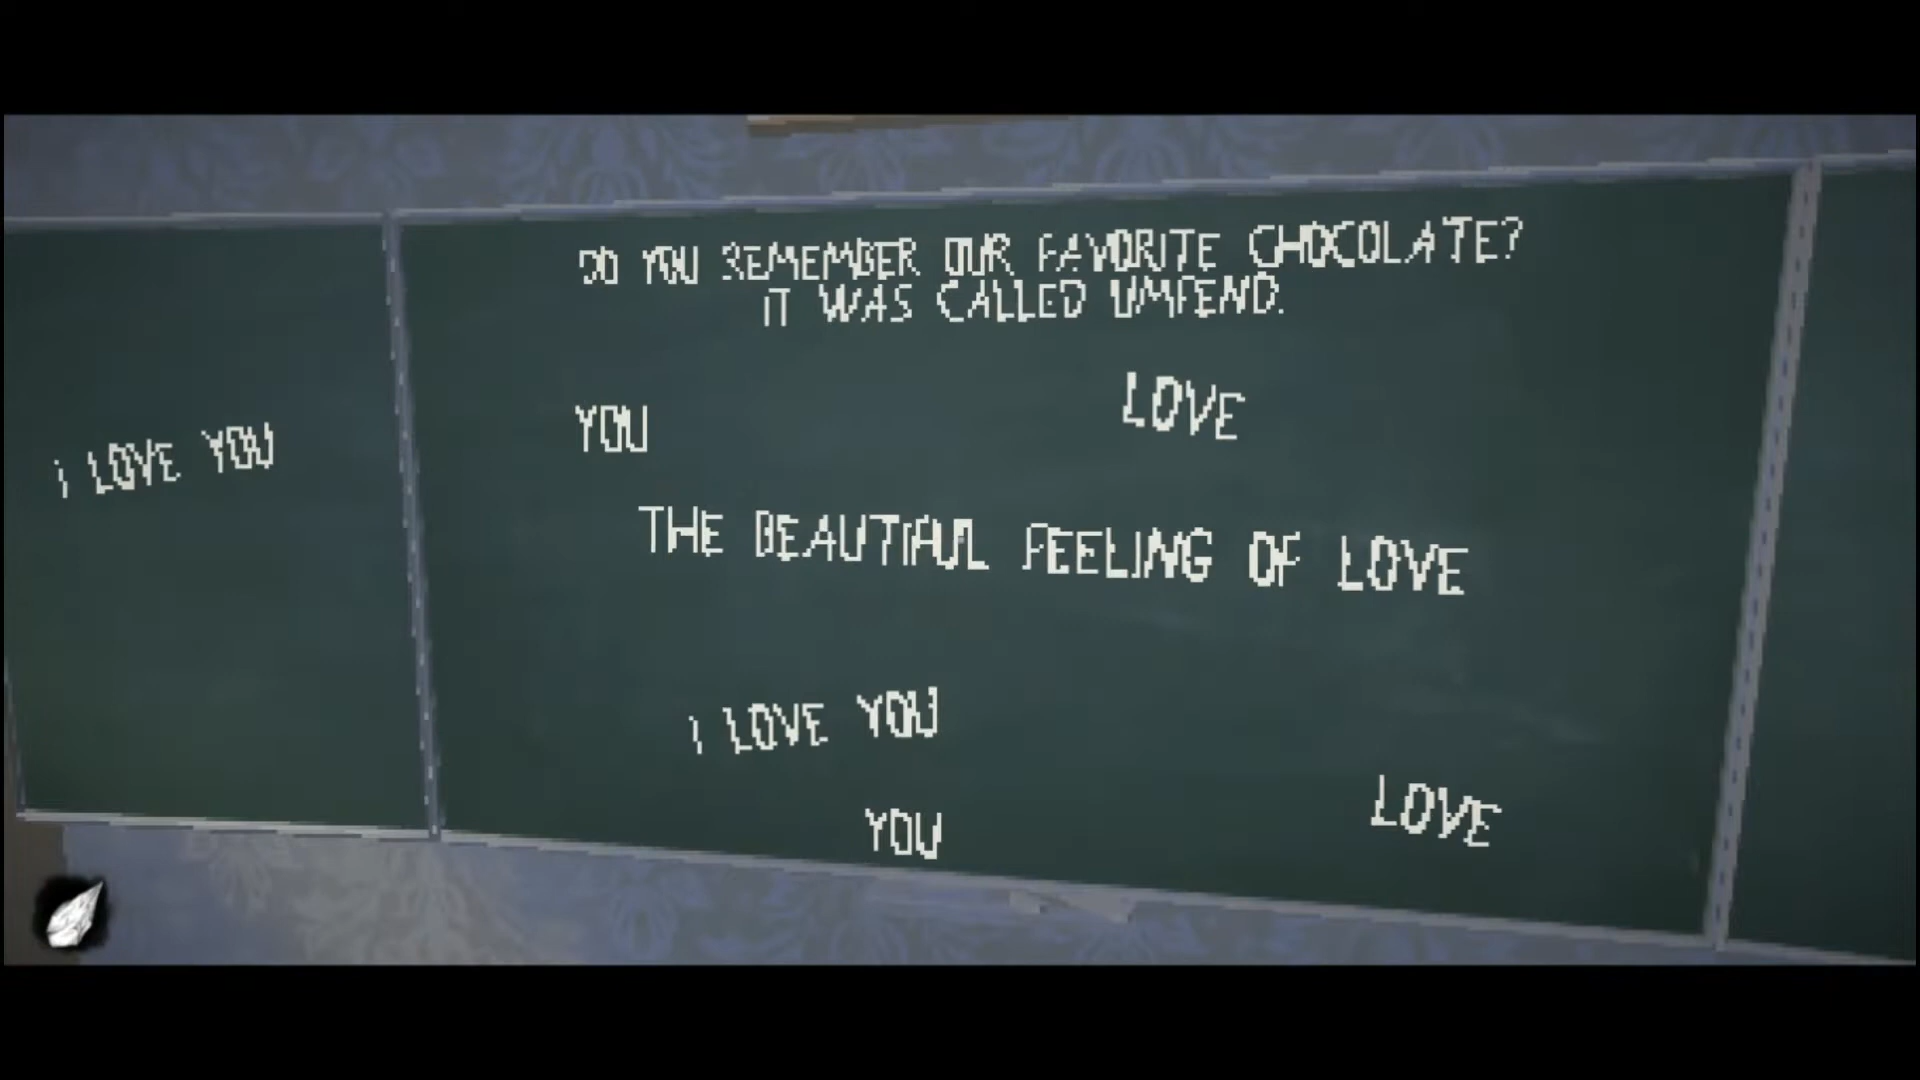 DO YOU REMEMBER OUR FAVORITE CHOCOLATE?
IT WAS CALLED UMFEND.
YOU
LOVE
I LOVE YOU
THE BEAUTIFUL FEELING OF LOVE
I LOVE YOU
YOU
LOVE